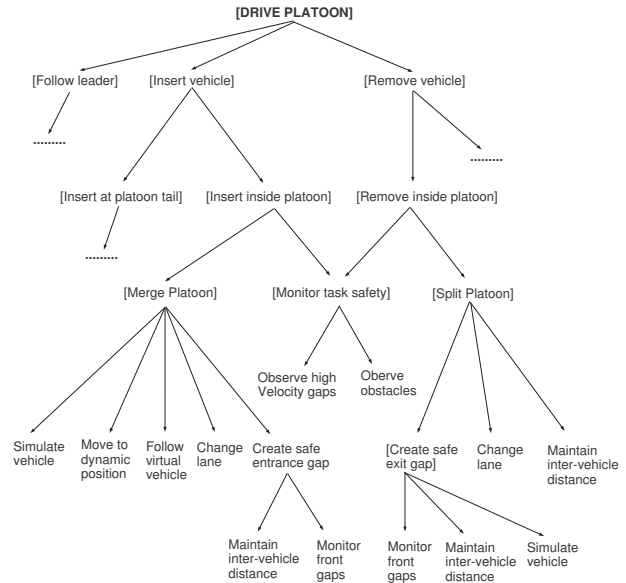 [DRIVE PLATOON]
[Follow leader] [Insert vehicle] [Remove vehicle]
.........
.........
[Insert at platoon tail] [Insert inside platoon] [Remove inside platoon]
.........
[Merge Platoon] [Monitor task safety] [Split Platoon]
Observe high
Velocity gaps
Oberve
obstacles
Simulate
vehicle
Move to
dynamic
position
Follow
virtual
vehicle
Change
lane
Create safe
entrance gap
[Create safe
exit gap]
Change
lane
Maintain
inter-vehicle
distance
Maintain
inter-vehicle
distance
Monitor
front
gaps
Monitor
front
gaps
Maintain
inter-vehicle
distance
Simulate
vehicle